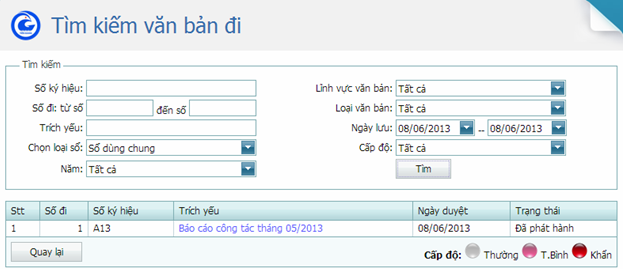 Tìm kiếm văn bản đi
Tìm kiếm
Số ký hiệu: Lĩnh vực văn bản: Tất cả
Số đi: từ số đến số Loại văn bản: Tất cả
Trích yếu: Ngày lưu: 08/06/2013 -- 08/06/2013
Chọn loại sổ: Sổ dùng chung Cấp độ: Tất cả
Năm: Tất cả Tìm
Stt Số đi Số ký hiệu Trích yếu Ngày duyệt Trạng thái
1 1 A13 Báo cáo công tác tháng 05/2013 08/06/2013 Đã phát hành
Quay lại Cấp độ: Thường T.Bình Khẩn